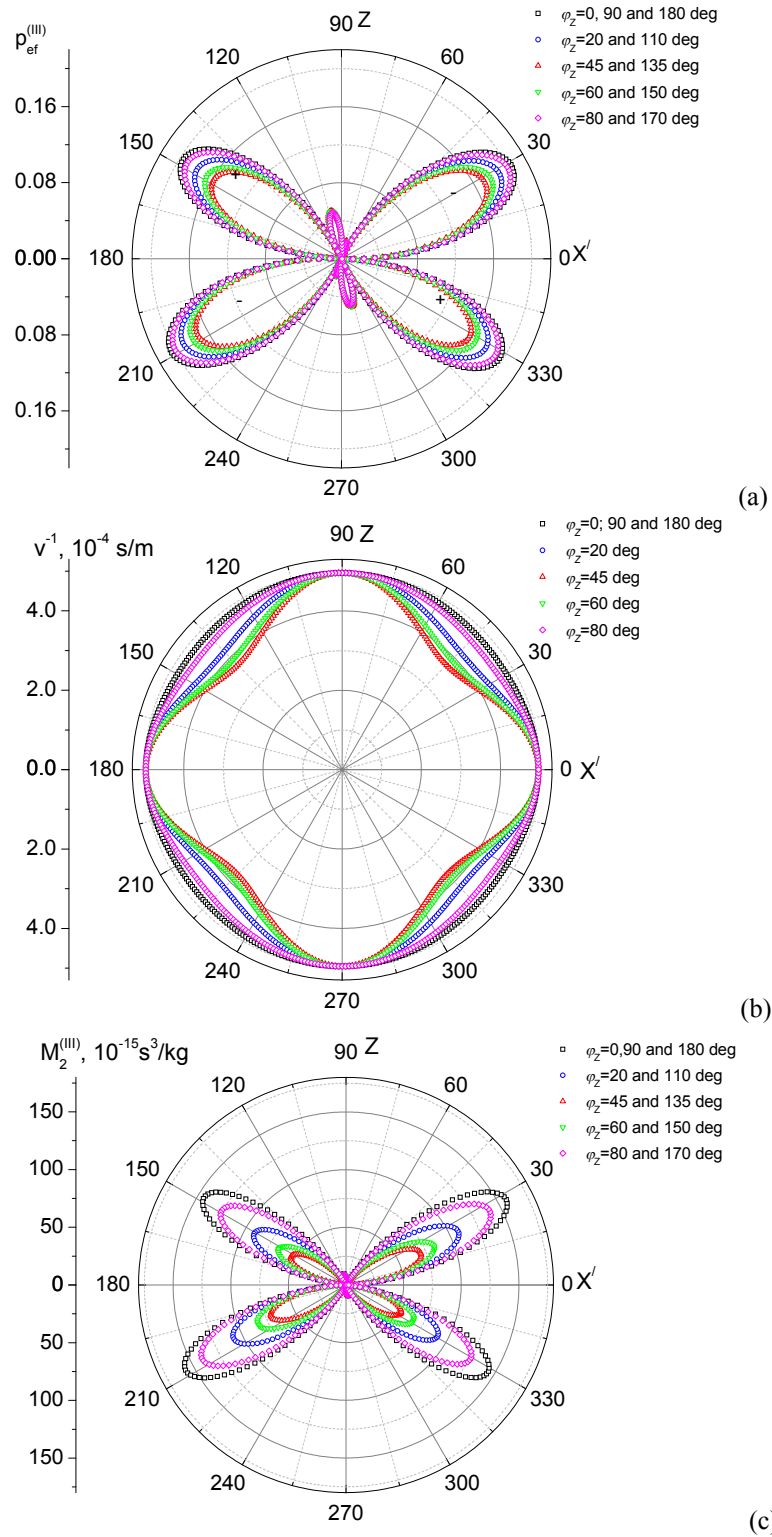 90 Z
p_ef^(III)
120
60
0.16
150
30
0.08
+
-
0.00
180
0 X/
-
+
0.08
210
330
0.16
240
300
270
φ_Z=0, 90 and 180 deg
φ_Z=20 and 110 deg
φ_Z=45 and 135 deg
φ_Z=60 and 150 deg
φ_Z=80 and 170 deg
(a)
90 Z
v^-1, 10^-4 s/m
120
60
4.0
150
30
2.0
0.0
180
0 X/
2.0
210
330
4.0
240
300
270
φ_Z=0; 90 and 180 deg
φ_Z=20 deg
φ_Z=45 deg
φ_Z=60 deg
φ_Z=80 deg
(b)
M_2^(III), 10^-15 s^3/kg
90 Z
120
60
150
100
150
30
50
0
180
0 X/
50
210
330
100
150
240
300
270
φ_Z=0,90 and 180 deg
φ_Z=20 and 110 deg
φ_Z=45 and 135 deg
φ_Z=60 and 150 deg
φ_Z=80 and 170 deg
(c)